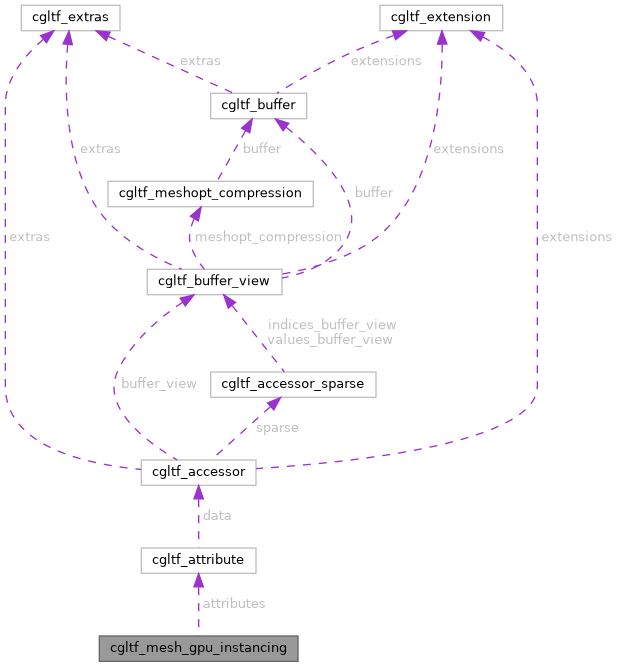 cgltf_extras
cgltf_extension
extras
extensions
cgltf_buffer
extras
buffer
extensions
cgltf_meshopt_compression
buffer
extras
meshopt_compression
extensions
cgltf_buffer_view
indices_buffer_view
values_buffer_view
buffer_view
cgltf_accessor_sparse
sparse
cgltf_accessor
data
cgltf_attribute
attributes
cgltf_mesh_gpu_instancing